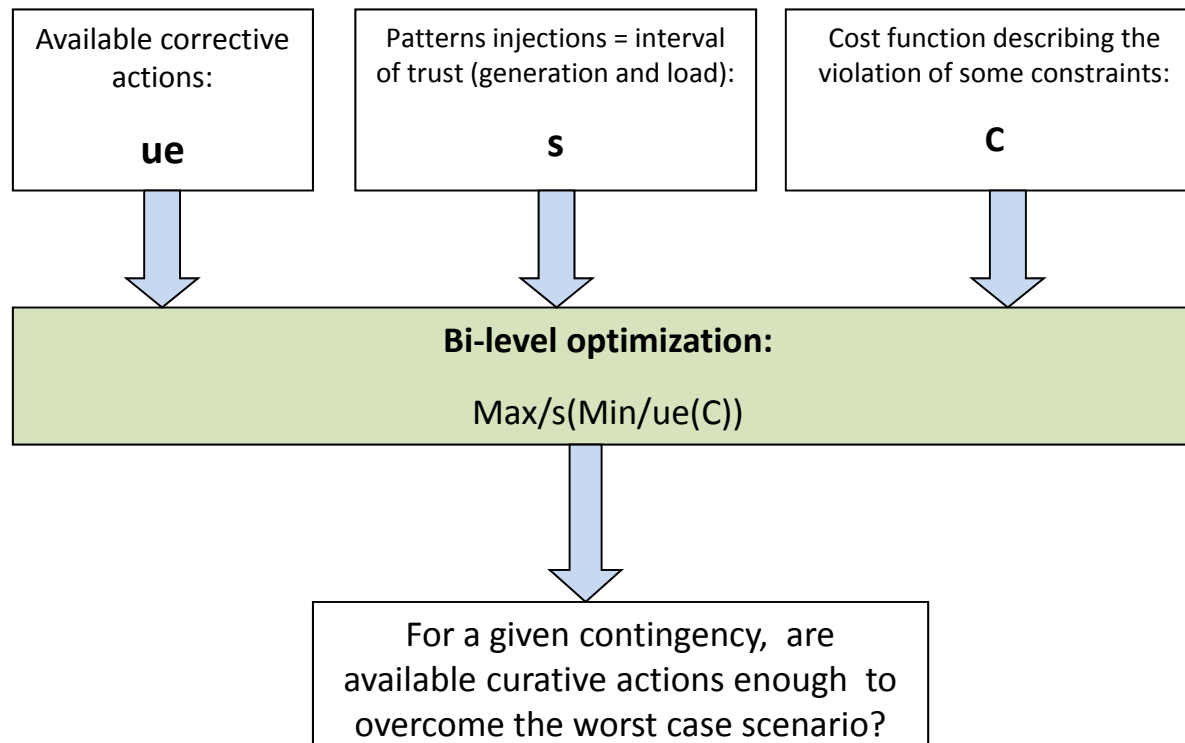 Available corrective
actions:
ue
Patterns injections = interval
of trust (generation and load):
s
Cost function describing the
violation of some constraints:
C
Bi-level optimization:
Max/s(Min/ue(C))
For a given contingency,  are
available curative actions enough  to
overcome the worst case scenario?